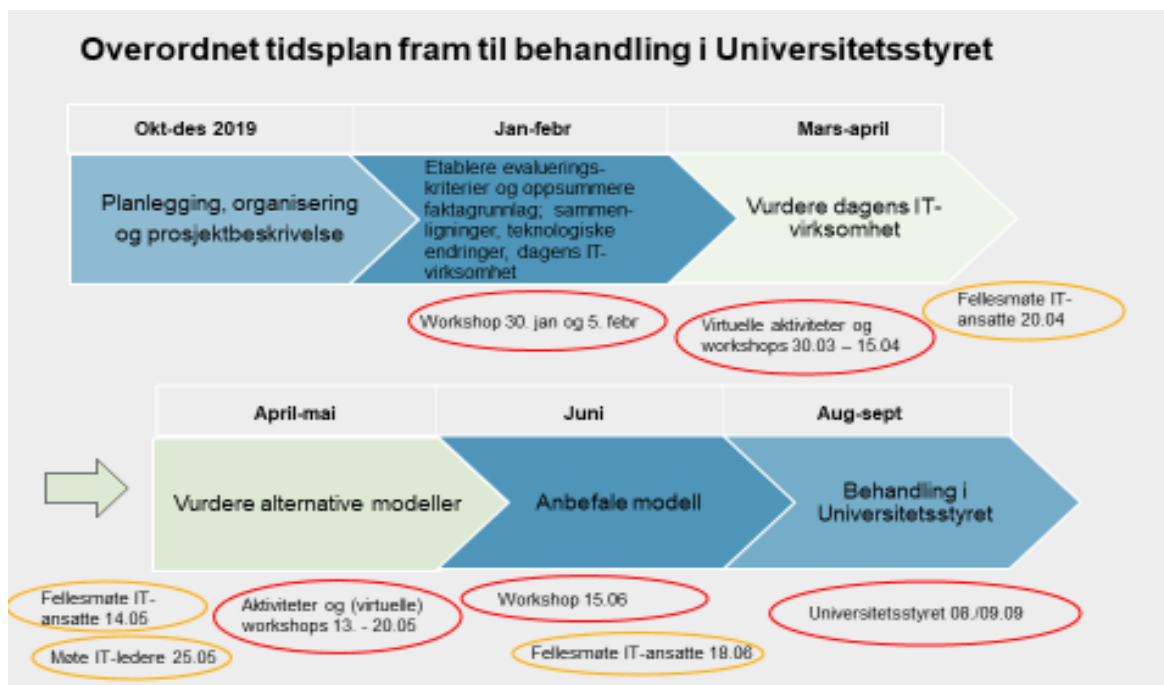 Overordnet tidsplan fram til behandling i Universitetsstyret
Okt-des 2019
Jan-febr
Mars-april
Planlegging, organisering
og prosjektbeskrivelse
Etablere evaluerings-
kriterier og oppsummere
faktagrunnlag; sammen-
ligninger, teknologiske
endringer, dagens IT-
virksomhet
Vurdere dagens IT-
virksomhet
Workshop 30. jan og 5. febr
Virtuelle aktiviteter og
workshops 30.03 – 15.04
Fellesmøte IT-
ansatte 20.04
April-mai
Juni
Aug-sept
Vurdere alternative modeller
Anbefale modell
Behandling i
Universitetsstyret
Fellesmøte IT-
ansatte 14.05
Møte IT-ledere 25.05
Aktiviteter og (virtuelle)
workshops 13. - 20.05
Workshop 15.06
Fellesmøte IT-ansatte 18.06
Universitetsstyret 08./09.09